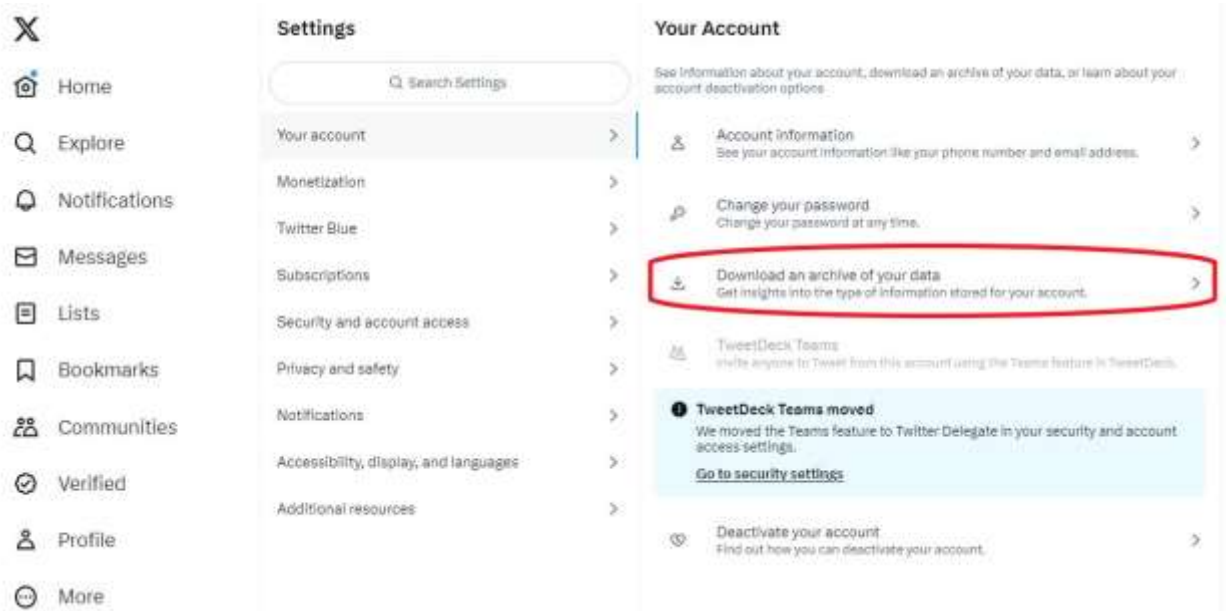 X
Home
Explore
Notifications
Messages
Lists
Bookmarks
Communities
Verified
Profile
More
Settings
Search Settings
Your account
Monetization
Twitter Blue
Subscriptions
Security and account access
Privacy and safety
Notifications
Accessibility, display, and languages
Additional resources
Your Account
See information about your account, download an archive of your data, or learn about your
account deactivation options
Account information
See your account information like your phone number and email address.
Change your password
Change your password at any time.
Download an archive of your data
Get insights into the type of information stored for your account.
TweetDeck Teams
Invite anyone to Tweet from this account using the Teams feature in TweetDeck.
TweetDeck Teams moved
We moved the Teams feature to Twitter Delegate in your security and account
access settings.
Go to security settings
Deactivate your account
Find out how you can deactivate your account.